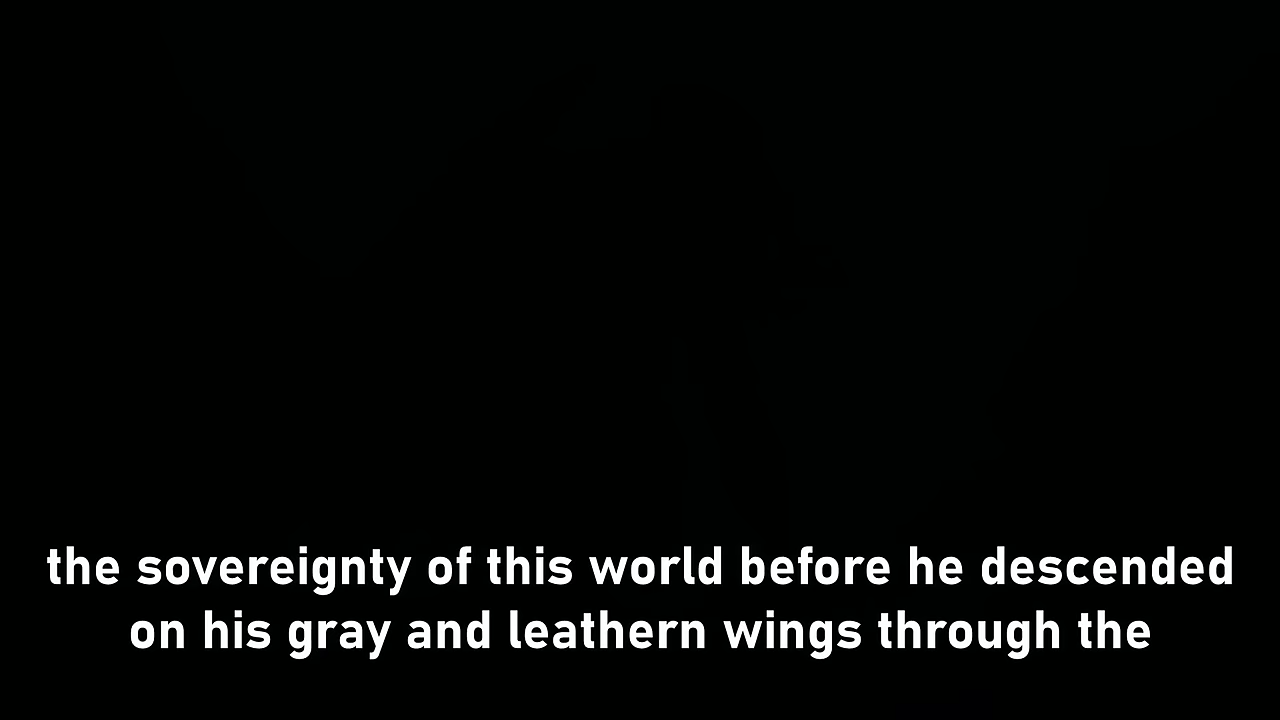 the sovereignty of this world before he descended
on his gray and leathern wings through the